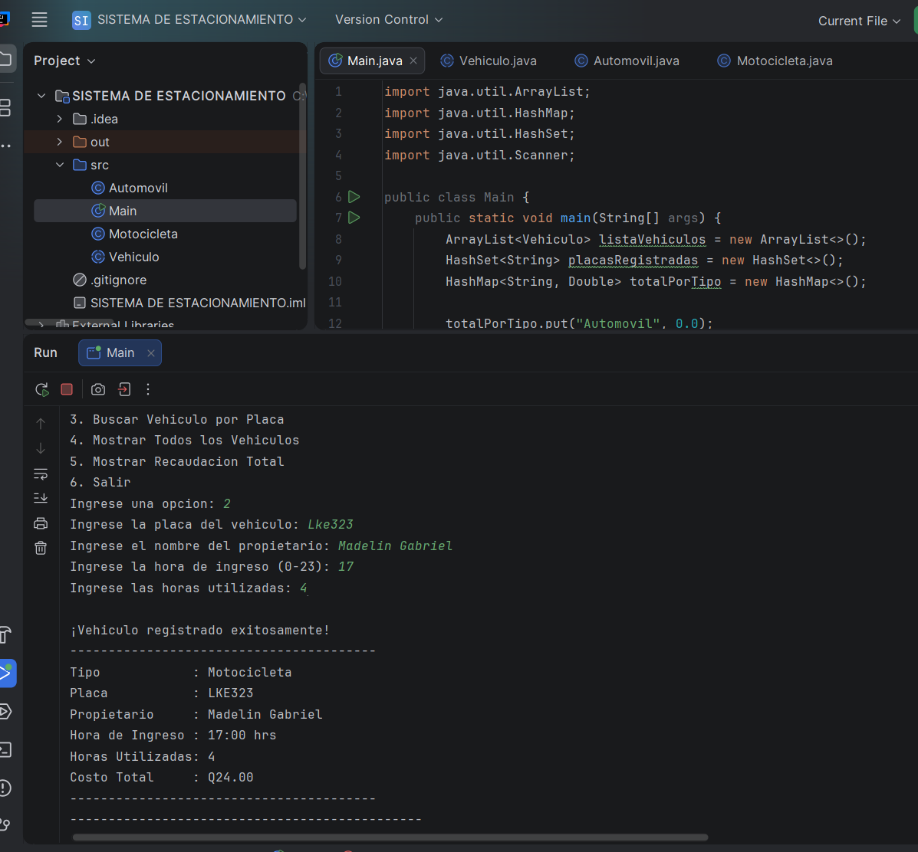 SI SISTEMA DE ESTACIONAMIENTO Version Control Current File
Project
SISTEMA DE ESTACIONAMIENTO
.idea
out
src
Automovil
Main
Motocicleta
Vehiculo
.gitignore
SISTEMA DE ESTACIONAMIENTO.iml
External Libraries
Main.java Vehiculo.java Automovil.java Motocicleta.java
1 import java.util.ArrayList;
2 import java.util.HashMap;
3 import java.util.HashSet;
4 import java.util.Scanner;
5
6 public class Main {
7 public static void main(String[] args) {
8 ArrayList<Vehiculo> listaVehiculos = new ArrayList<>();
9 HashSet<String> placasRegistradas = new HashSet<>();
10 HashMap<String, Double> totalPorTipo = new HashMap<>();
11
12 totalPorTipo.put("Automovil", 0.0);
Run Main
3. Buscar Vehiculo por Placa
4. Mostrar Todos los Vehiculos
5. Mostrar Recaudacion Total
6. Salir
Ingrese una opcion: 2
Ingrese la placa del vehiculo: Lke323
Ingrese el nombre del propietario: Madelin Gabriel
Ingrese la hora de ingreso (0-23): 17
Ingrese las horas utilizadas: 4
¡Vehiculo registrado exitosamente!
----------------------------------------
Tipo : Motocicleta
Placa : LKE323
Propietario : Madelin Gabriel
Hora de Ingreso : 17:00 hrs
Horas Utilizadas: 4
Costo Total : Q24.00
----------------------------------------
----------------------------------------------